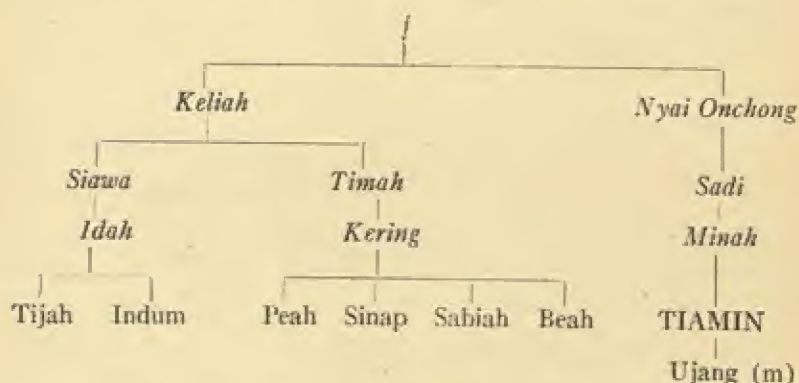 f
Keliah Nyai Onchong
Siawa Timah Sadi
Idah Kering Minah
Tijah Indum Peah Sinap Sabiah Beah TIAMIN
Ujang (m)